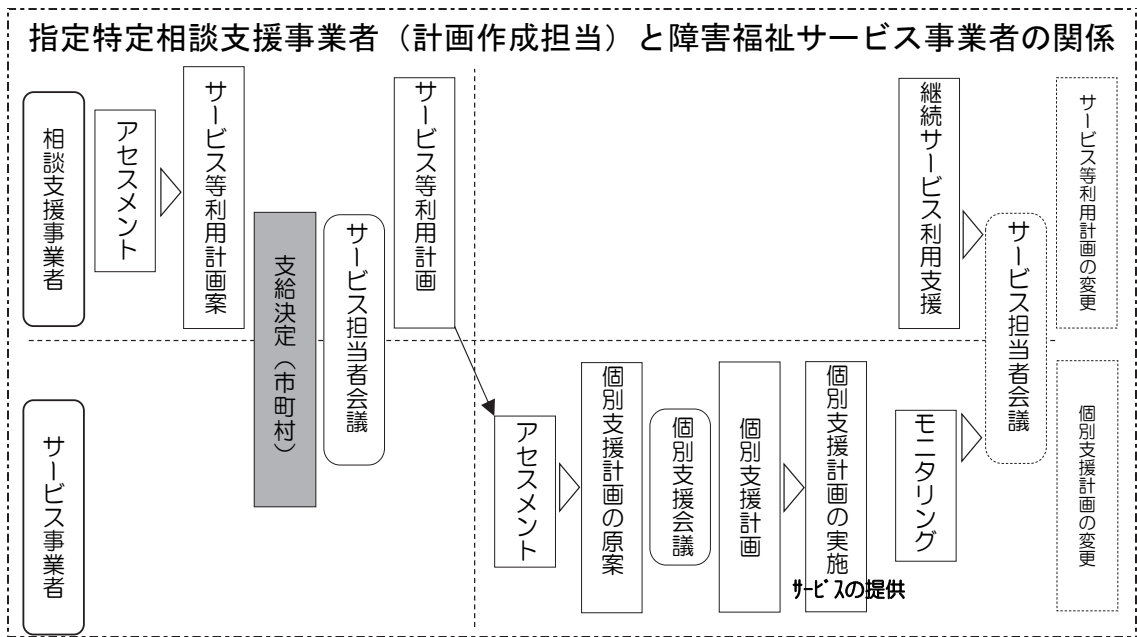 指定特定相談支援事業者（計画作成担当）と障害福祉サービス事業者の関係
相談支援事業者
アセスメント
サービス等利用計画案
支給決定（市町村）
サービス担当者会議
サービス等利用計画
継続サービス利用支援
サービス担当者会議
サービス等利用計画の変更
サービス事業者
アセスメント
個別支援計画の原案
個別支援会議
個別支援計画
個別支援計画の実施
ｻｰﾋﾞｽの提供
モニタリング
個別支援計画の変更